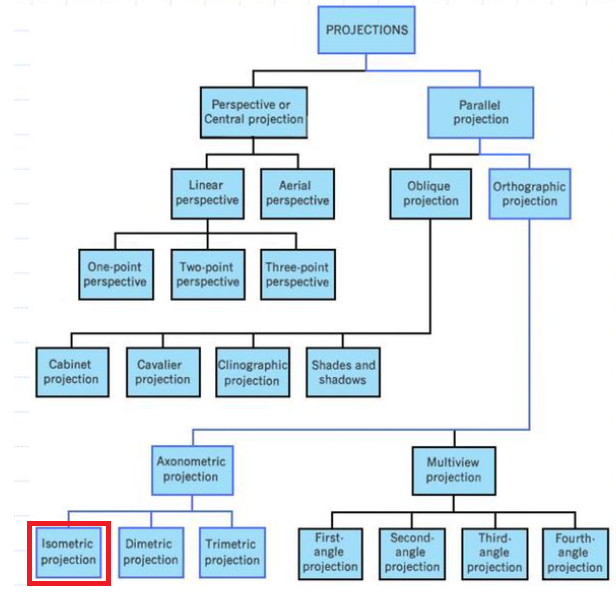 PROJECTIONS
Perspective or
Central projection
Parallel
projection
Linear
perspective
Aerial
perspective
Oblique
projection
Orthographic
projection
One-point
perspective
Two-point
perspective
Three-point
perspective
Cabinet
projection
Cavalier
projection
Clinographic
projection
Shades and
shadows
Axonometric
projection
Multiview
projection
Isometric
projection
Dimetric
projection
Trimetric
projection
First-
angle
projection
Second-
angle
projection
Third-
angle
projection
Fourth-
angle
projection